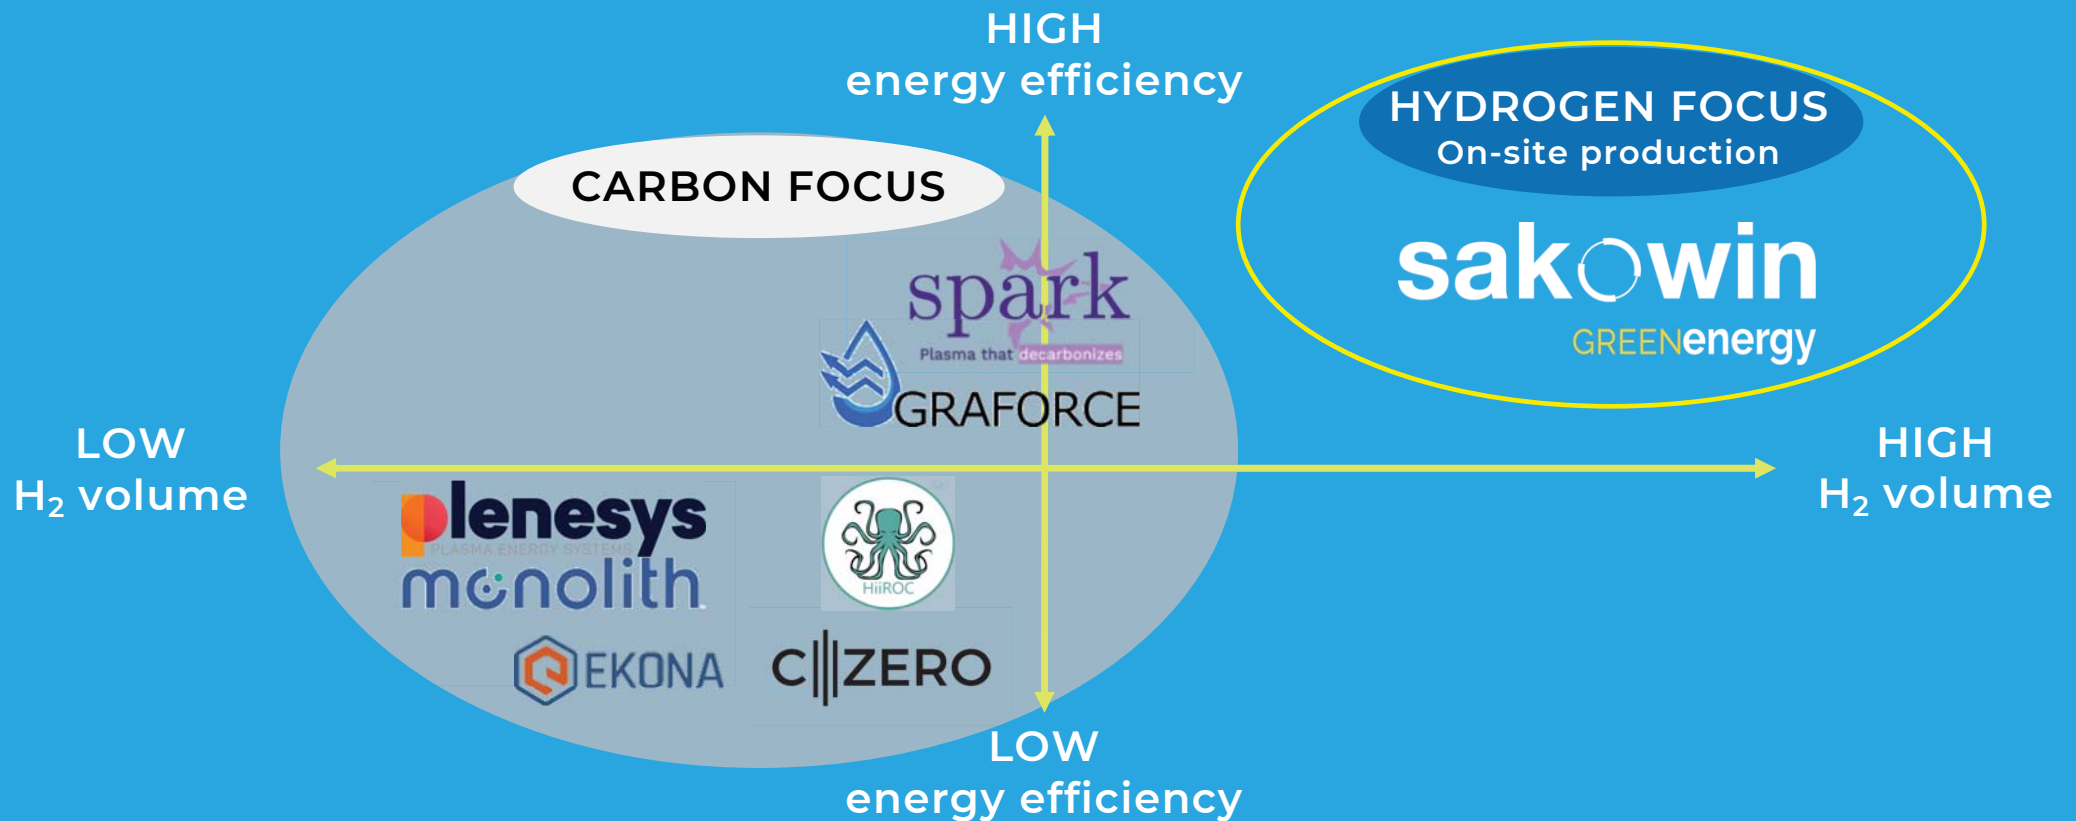 HIGH
energy efficiency
HYDROGEN FOCUS
On-site production
CARBON FOCUS
sakowin
GREENenergy
spark
Plasma that decarbonizes
GRAFORCE
LOW
H₂ volume
HIGH
H₂ volume
plenesys
PLASMA ENERGY SYSTEMS
monolith
HiiROC
EKONA
C|||ZERO
LOW
energy efficiency